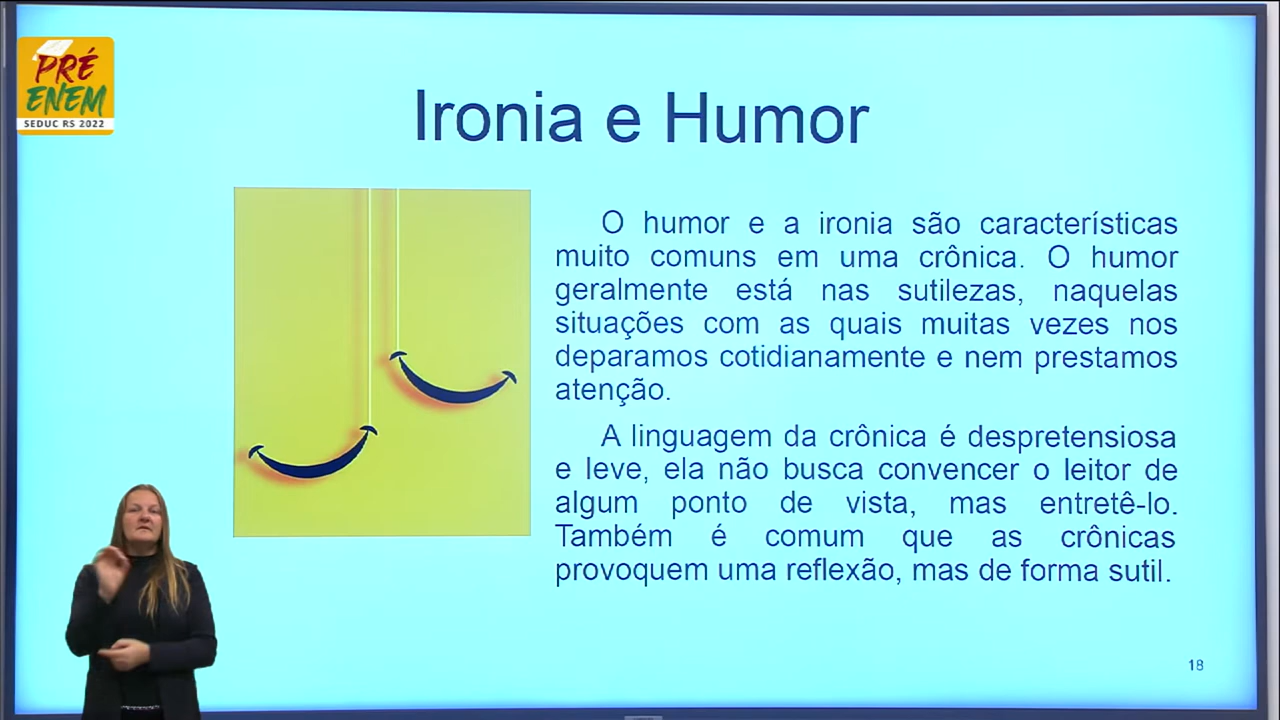 PRÉ
ENEM
SEDUC RS 2022
Ironia e Humor
O humor e a ironia são características
muito comuns em uma crônica. O humor
geralmente está nas sutilezas, naquelas
situações com as quais muitas vezes nos
deparamos cotidianamente e nem prestamos
atenção.
A linguagem da crônica é despretensiosa
e leve, ela não busca convencer o leitor de
algum ponto de vista, mas entretê-lo.
Também é comum que as crônicas
provoquem uma reflexão, mas de forma sutil.
18